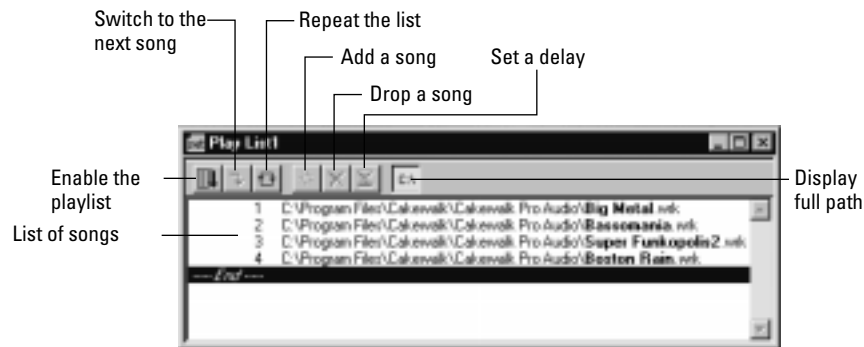 Switch to the
next song
Repeat the list
Add a song
Set a delay
Drop a song
Play List1
Enable the
playlist
Display
full path
List of songs
1 C:\Program Files\Cakewalk\Cakewalk Pro Audio\Big Metal.wrk
2 C:\Program Files\Cakewalk\Cakewalk Pro Audio\Bassomania.wrk
3 C:\Program Files\Cakewalk\Cakewalk Pro Audio\Super Funkopolis2.wrk
4 C:\Program Files\Cakewalk\Cakewalk Pro Audio\Boston Rain.wrk
----End----